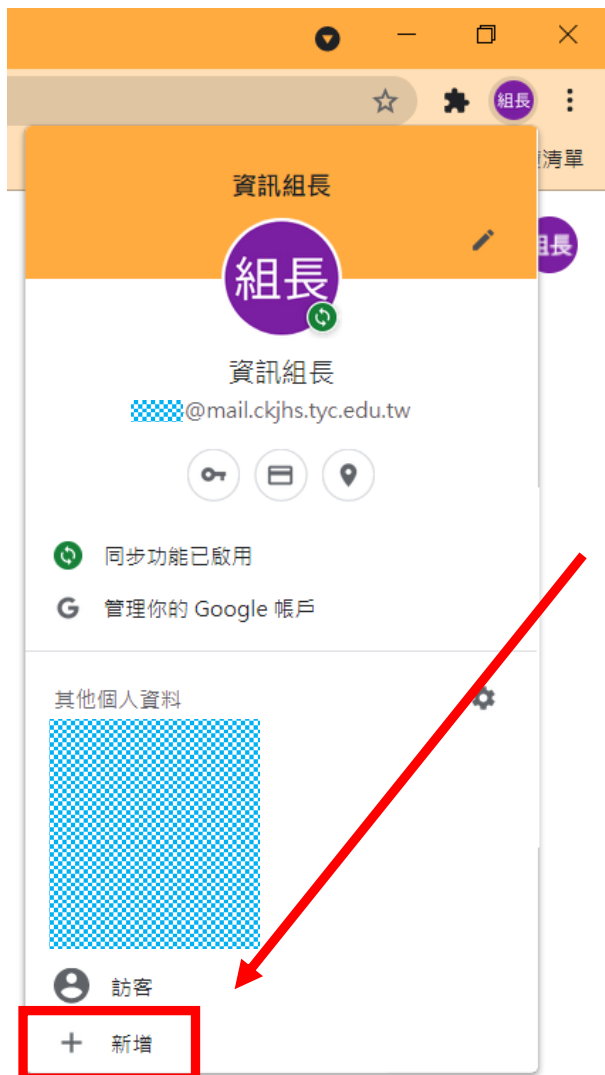 組長
清單
資訊組長
組長
組長
資訊組長
@mail.ckjhs.tyc.edu.tw
同步功能已啟用
G 管理你的 Google 帳戶
其他個人資料
訪客
新增